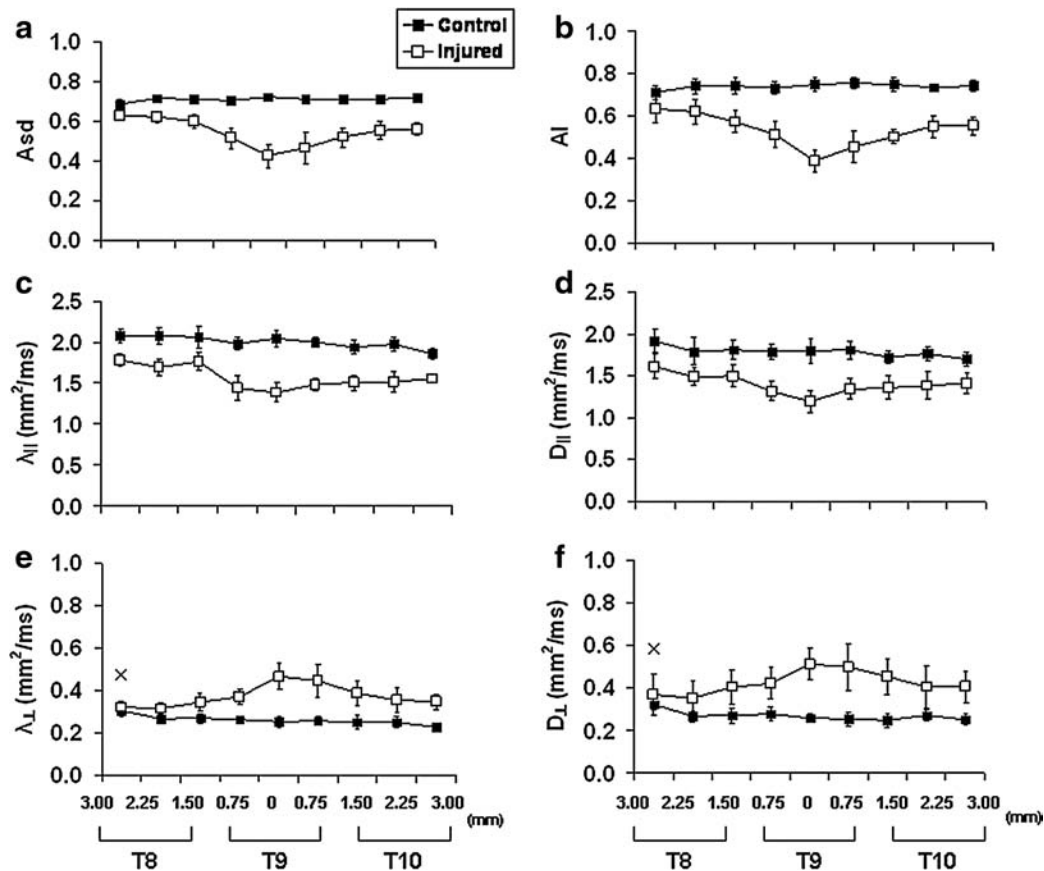 a
Control
Injured
b
1.0
0.8
0.6
0.4
0.2
0.0
Asd
1.0
0.8
0.6
0.4
0.2
0.0
AI
c
2.5
2.0
1.5
1.0
0.5
0.0
λ|| (mm²/ms)
d
2.5
2.0
1.5
1.0
0.5
0.0
D|| (mm²/ms)
e
1.0
0.8
0.6
0.4
0.2
0.0
λ⊥ (mm²/ms)
×
3.00 2.25 1.50 0.75 0 0.75 1.50 2.25 3.00 (mm)
T8 T9 T10
f
1.0
0.8
0.6
0.4
0.2
0.0
D⊥ (mm²/ms)
×
3.00 2.25 1.50 0.75 0 0.75 1.50 2.25 3.00 (mm)
T8 T9 T10